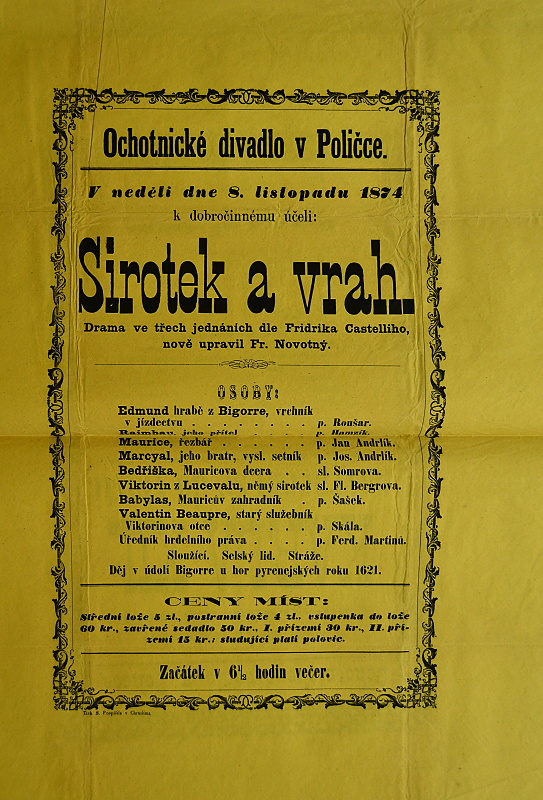 Ochotnické divadlo v Poličce.
V neděli dne 8. listopadu 1874
k dobročinnému účeli:
Sirotek a vrah.
Drama ve třech jednáních dle Fridrika Castelliho,
nově upravil Fr. Novotný.
OSOBY:
Edmund hrabě z Bigorre, vrchník
v jízdectvu . . . . . . . . p. Roušar.
jeho přítel . . . . . p.
Maurice, řezbář . . . . . . . p. Jan Andrlík.
Marcyal, jeho bratr, vysl. setník p. Jos. Andrlík.
Bedřiška, Mauricova dcera . . sl. Somrova.
Viktorin z Lucevalu, němý sirotek sl. Fl. Bergrova.
Babylas, Mauricův zahradník . p. Šašek.
Valentin Beaupre, starý služebník
Viktorinova otce . . . . . . p. Skála.
Úředník hrdelního práva . . . . p. Ferd. Martinů.
Sloužící. Selský lid. Stráže.
Děj v údolí Bigorre u hor pyrenejských roku 1621.
CENY MÍST:
Střední lože 5 zl., postranní lože 4 zl., vstupenka do lože
60 kr., zavřené sedadlo 50 kr. I. přízemí 30 kr., II. pří-
zemí 15 kr.; studující platí polovic.
Začátek v 6 1/2 hodin večer.